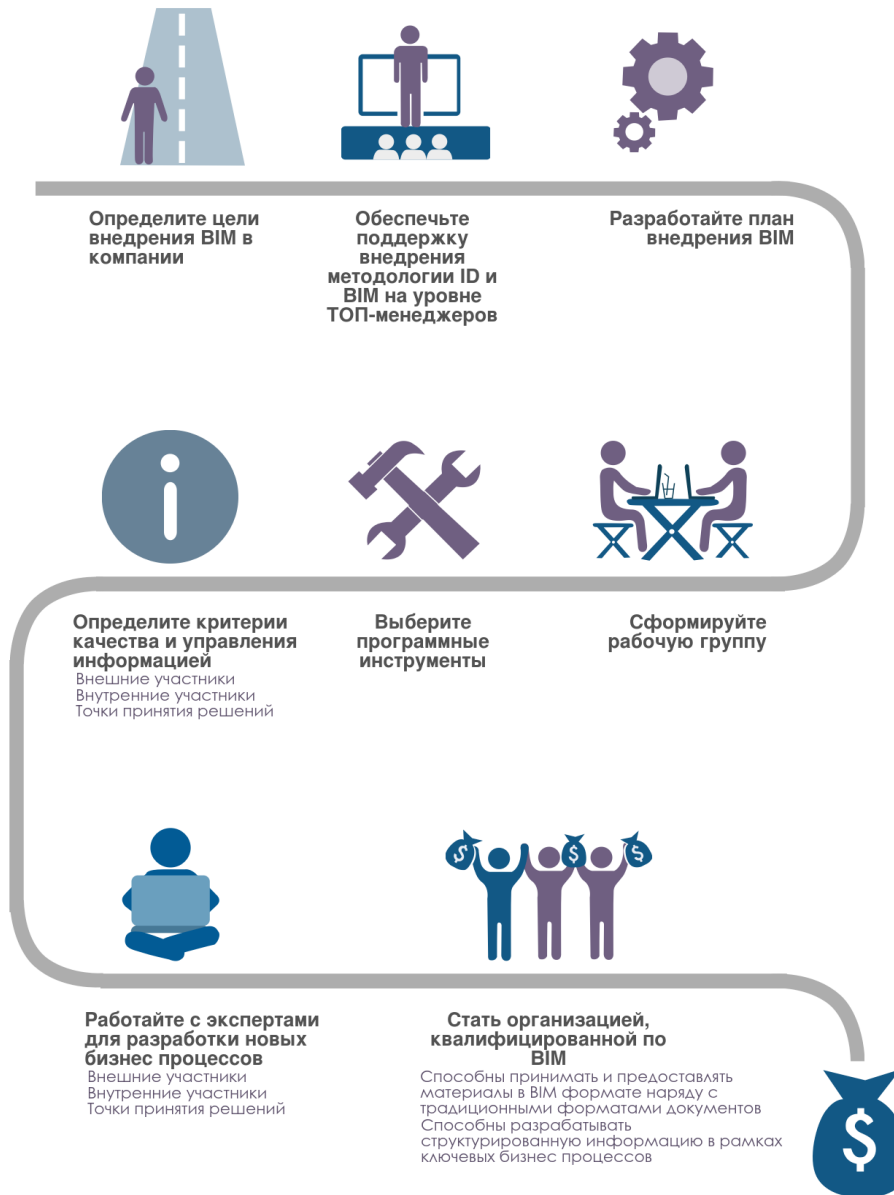 Определите цели
внедрения BIM в
компании
Обеспечьте
поддержку
внедрения
методологии ID и
BIM на уровне
ТОП-менеджеров
Разработайте план
внедрения BIM
Определите критерии
качества и управления
информацией
Внешние участники
Внутренние участники
Точки принятия решений
Выберите
программные
инструменты
Сформируйте
рабочую группу
Работайте с экспертами
для разработки новых
бизнес процессов
Внешние участники
Внутренние участники
Точки принятия решений
Стать организацией,
квалифицированной по
BIM
Способны принимать и предоставлять
материалы в BIM формате наряду с
традиционными форматами документов
Способны разрабатывать
структурированную информацию в рамках
ключевых бизнес процессов
$
$
$
$